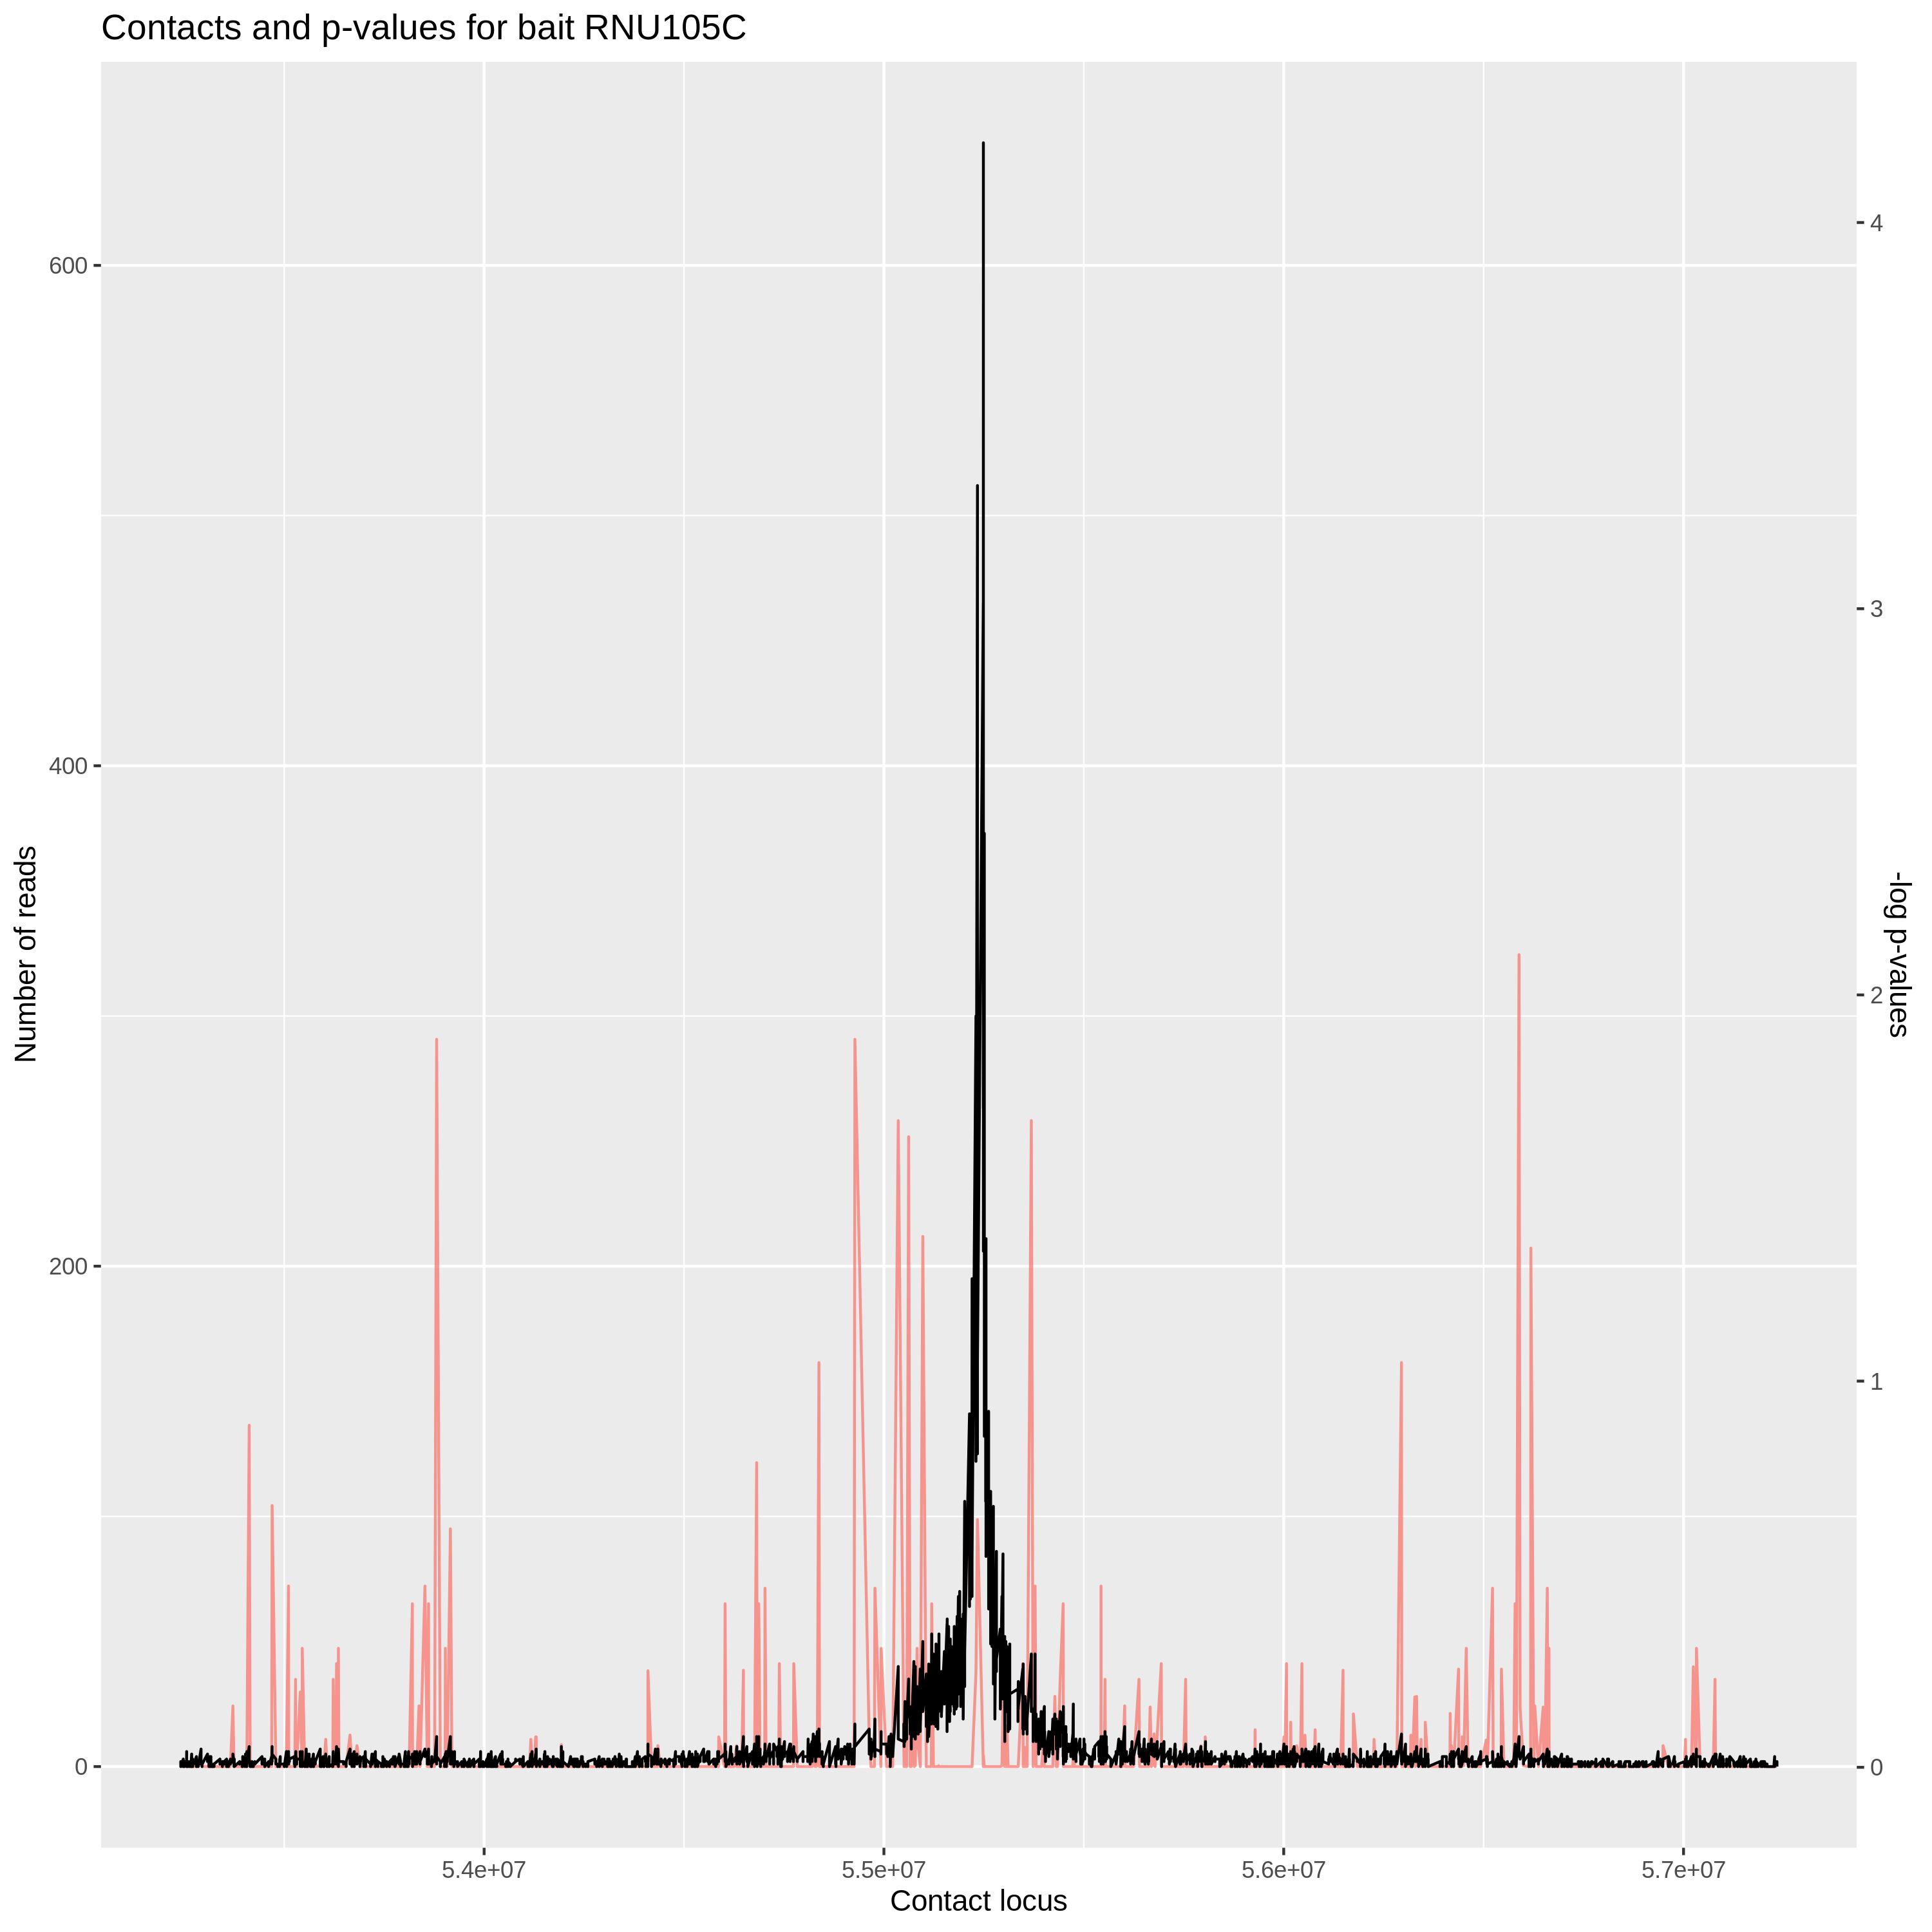 Contacts and p-values for bait RNU105C
600
400
200
0
Number of reads
4
3
2
1
0
-log p-values
5.4e+07
5.5e+07
5.6e+07
5.7e+07
Contact locus